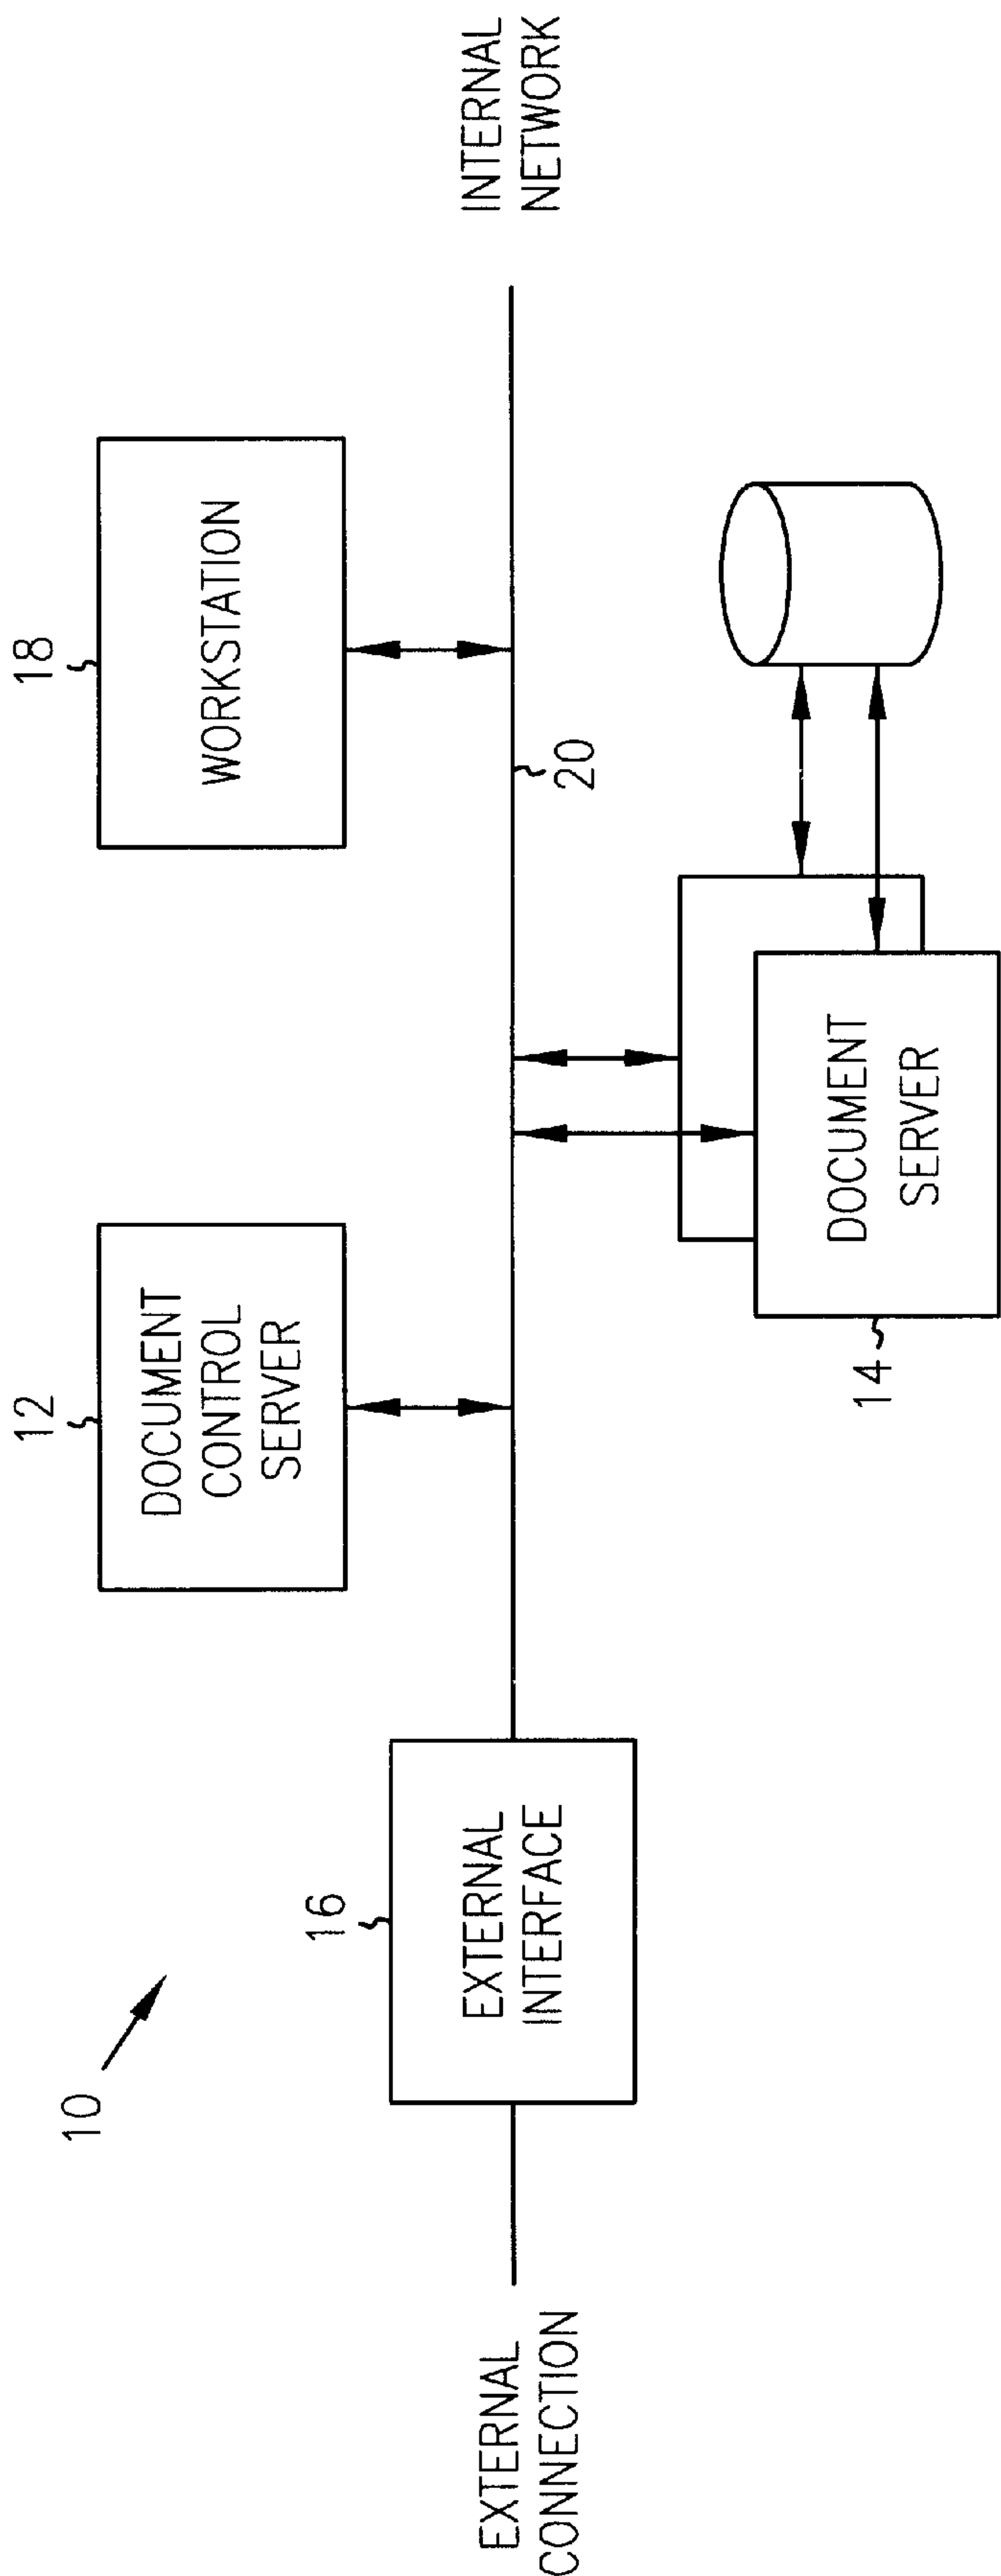 10
12
DOCUMENT
CONTROL
SERVER
18
WORKSTATION
16
EXTERNAL
INTERFACE
EXTERNAL
CONNECTION
INTERNAL
NETWORK
20
14
DOCUMENT
SERVER